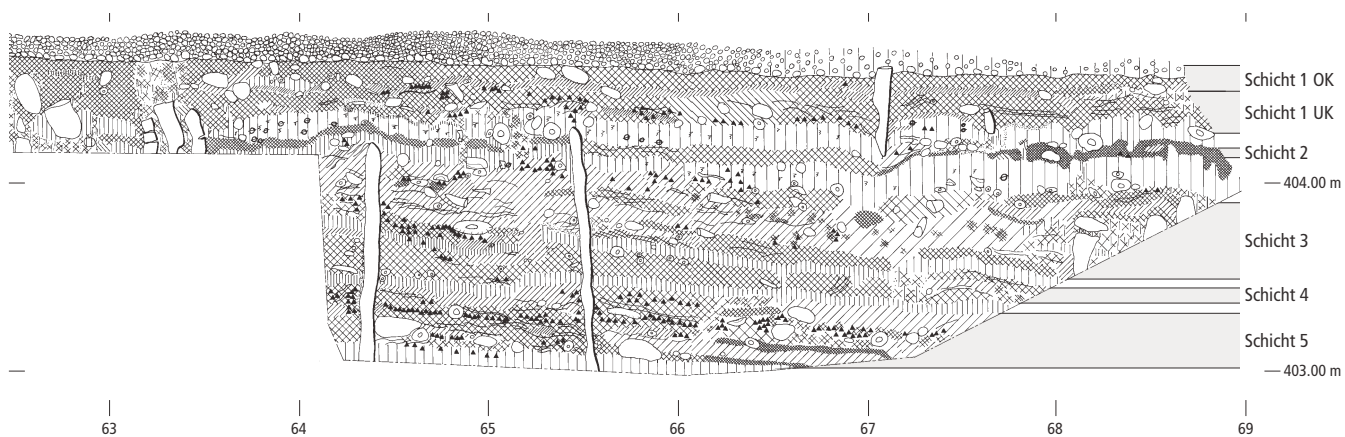 Schicht 1 OK
Schicht 1 UK
Schicht 2
404.00 m
Schicht 3
Schicht 4
Schicht 5
403.00 m
63 64 65 66 67 68 69